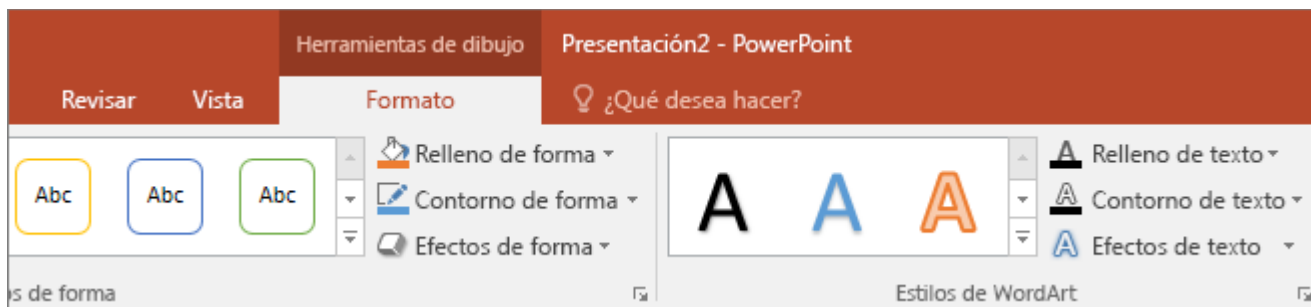 Herramientas de dibujo
Presentación2 - PowerPoint
Revisar
Vista
Formato
¿Qué desea hacer?
Abc
Abc
Abc
Relleno de forma
Contorno de forma
Efectos de forma
de forma
A
A
A
Relleno de texto
Contorno de texto
Efectos de texto
Estilos de WordArt